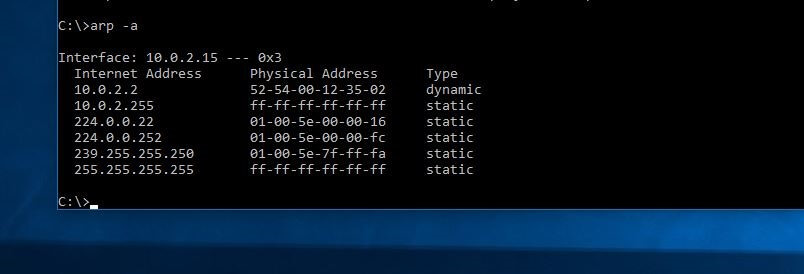 C:\>arp -a
Interface: 10.0.2.15 --- 0x3
Internet Address Physical Address Type
10.0.2.2 52-54-00-12-35-02 dynamic
10.0.2.255 ff-ff-ff-ff-ff-ff static
224.0.0.22 01-00-5e-00-00-16 static
224.0.0.252 01-00-5e-00-00-fc static
239.255.255.250 01-00-5e-7f-ff-fa static
255.255.255.255 ff-ff-ff-ff-ff-ff static
C:\>